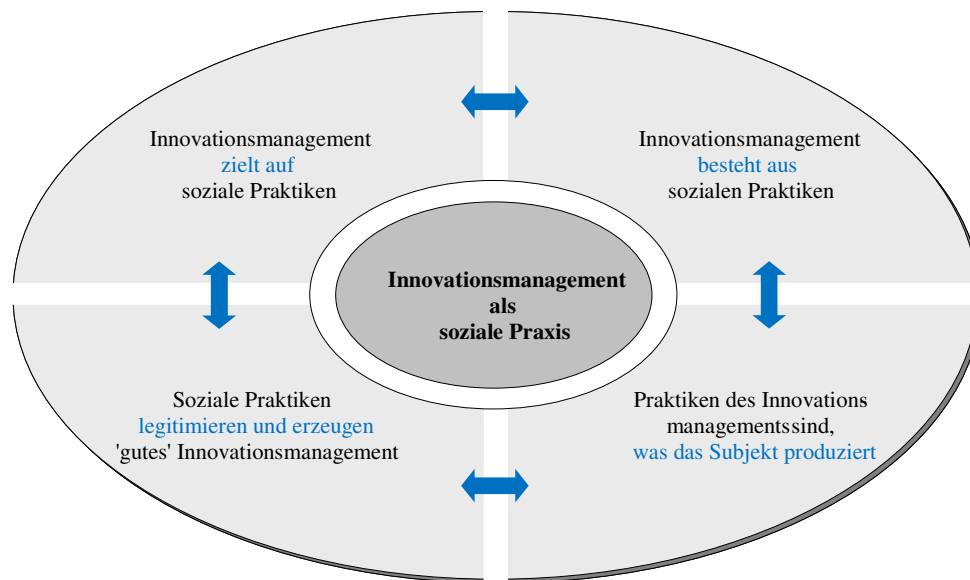 Innovationsmanagement
zielt auf
soziale Praktiken
Innovationsmanagement
besteht aus
sozialen Praktiken
Innovationsmanagement
als
soziale Praxis
Soziale Praktiken
legitimieren und erzeugen
'gutes' Innovationsmanagement
Praktiken des Innovations
managementssind,
was das Subjekt produziert